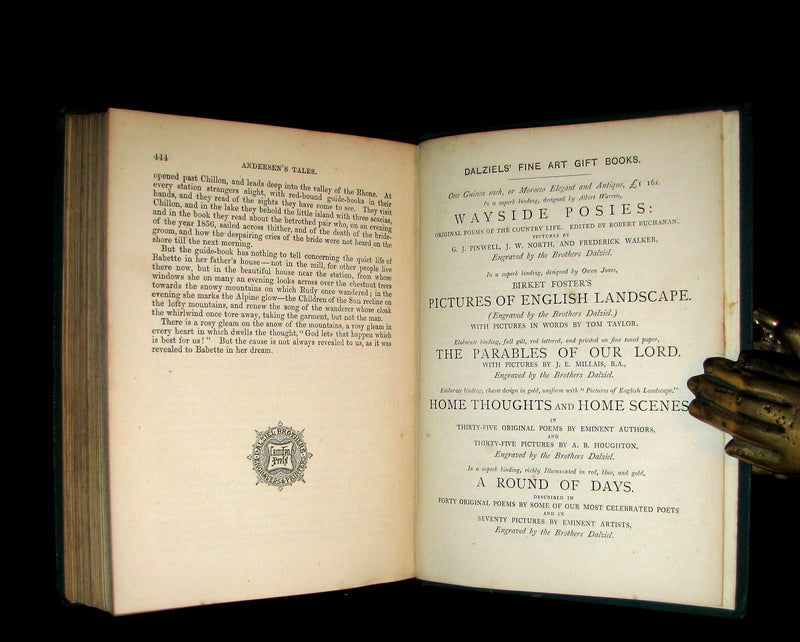 444
ANDERSEN'S TALES.
opened past Chillon, and leads deep into the valley of the Rhone. At
every station strangers alight, with red-bound guide-books in their
hands, and they read of the sights they have come to see. They visit
Chillon, and in the lake they behold the little island with three acacias,
and in the book they read about the betrothed pair who, on an evening
of the year 1856, sailed across thither, and of the death of the bride-
groom, and how the despairing cries of the bride were not heard on the
shore till the next morning.
But the guide-book has nothing to tell concerning the quiet life of
Babette in her father's house—not in the mill, for other people live
there now, but in the beautiful house near the station, from whose
windows she on many an evening looks across over the chestnut trees
towards the snowy mountains on which Rudy once wandered; in the
evening she marks the Alpine glow—the Children of the Sun recline on
the lofty mountains, and renew the song of the wanderer whose cloak
the whirlwind once tore away, taking the garment, but not the man.
There is a rosy gleam on the snow of the mountains, a rosy gleam in
every heart in which dwells the thought, "God lets that happen which
is best for us!" But the cause is not always revealed to us, as it was
revealed to Babette in her dream.
DALZIEL BROTHERS
Camden
Press
DALZIELS' FINE ART GIFT BOOKS.
One Guinea each, or Morocco Elegant and Antique, £1 16s.
In a superb binding, designed by Albert Warren,
WAYSIDE POSIES:
ORIGINAL POEMS OF THE COUNTRY LIFE. EDITED BY ROBERT BUCHANAN.
PICTURES BY
G. J. PINWELL, J. W. NORTH, AND FREDERICK WALKER,
Engraved by the Brothers Dalziel.
In a superb binding, designed by Owen Jones,
BIRKET FOSTER'S
PICTURES OF ENGLISH LANDSCAPE.
(Engraved by the Brothers Dalziel.)
WITH PICTURES IN WORDS BY TOM TAYLOR.
Elaborate binding, full gilt, red lettered, and printed on fine toned paper,
THE PARABLES OF OUR LORD.
WITH PICTURES BY J. E. MILLAIS, R.A.,
Engraved by the Brothers Dalziel.
Elaborate binding, chaste design in gold, uniform with "Pictures of English Landscape,"
HOME THOUGHTS AND HOME SCENES
IN
THIRTY-FIVE ORIGINAL POEMS BY EMINENT AUTHORS,
AND
THIRTY-FIVE PICTURES BY A. B. HOUGHTON,
Engraved by the Brothers Dalziel.
In a superb binding, richly Illuminated in red, blue, and gold,
A ROUND OF DAYS.
DESCRIBED IN
FORTY ORIGINAL POEMS BY SOME OF OUR MOST CELEBRATED POETS
AND IN
SEVENTY PICTURES BY EMINENT ARTISTS,
Engraved by the Brothers Dalziel.